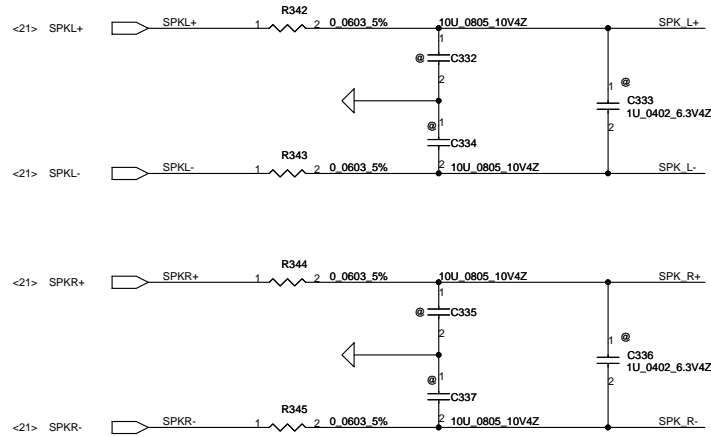 R342
<21> SPKL+ SPKL+ 1 2 0_0603_5% 10U_0805_10V4Z SPK_L+
1
@ C332
2
1 @
C333
1U_0402_6.3V4Z
2
1
@
C334
2
R343
<21> SPKL- SPKL- 1 2 0_0603_5% 10U_0805_10V4Z SPK_L-
R344
<21> SPKR+ SPKR+ 1 2 0_0603_5% 10U_0805_10V4Z SPK_R+
1
@ C335
2
1 @
C336
1U_0402_6.3V4Z
2
1
@
C337
2
R345
<21> SPKR- SPKR- 1 2 0_0603_5% 10U_0805_10V4Z SPK_R-